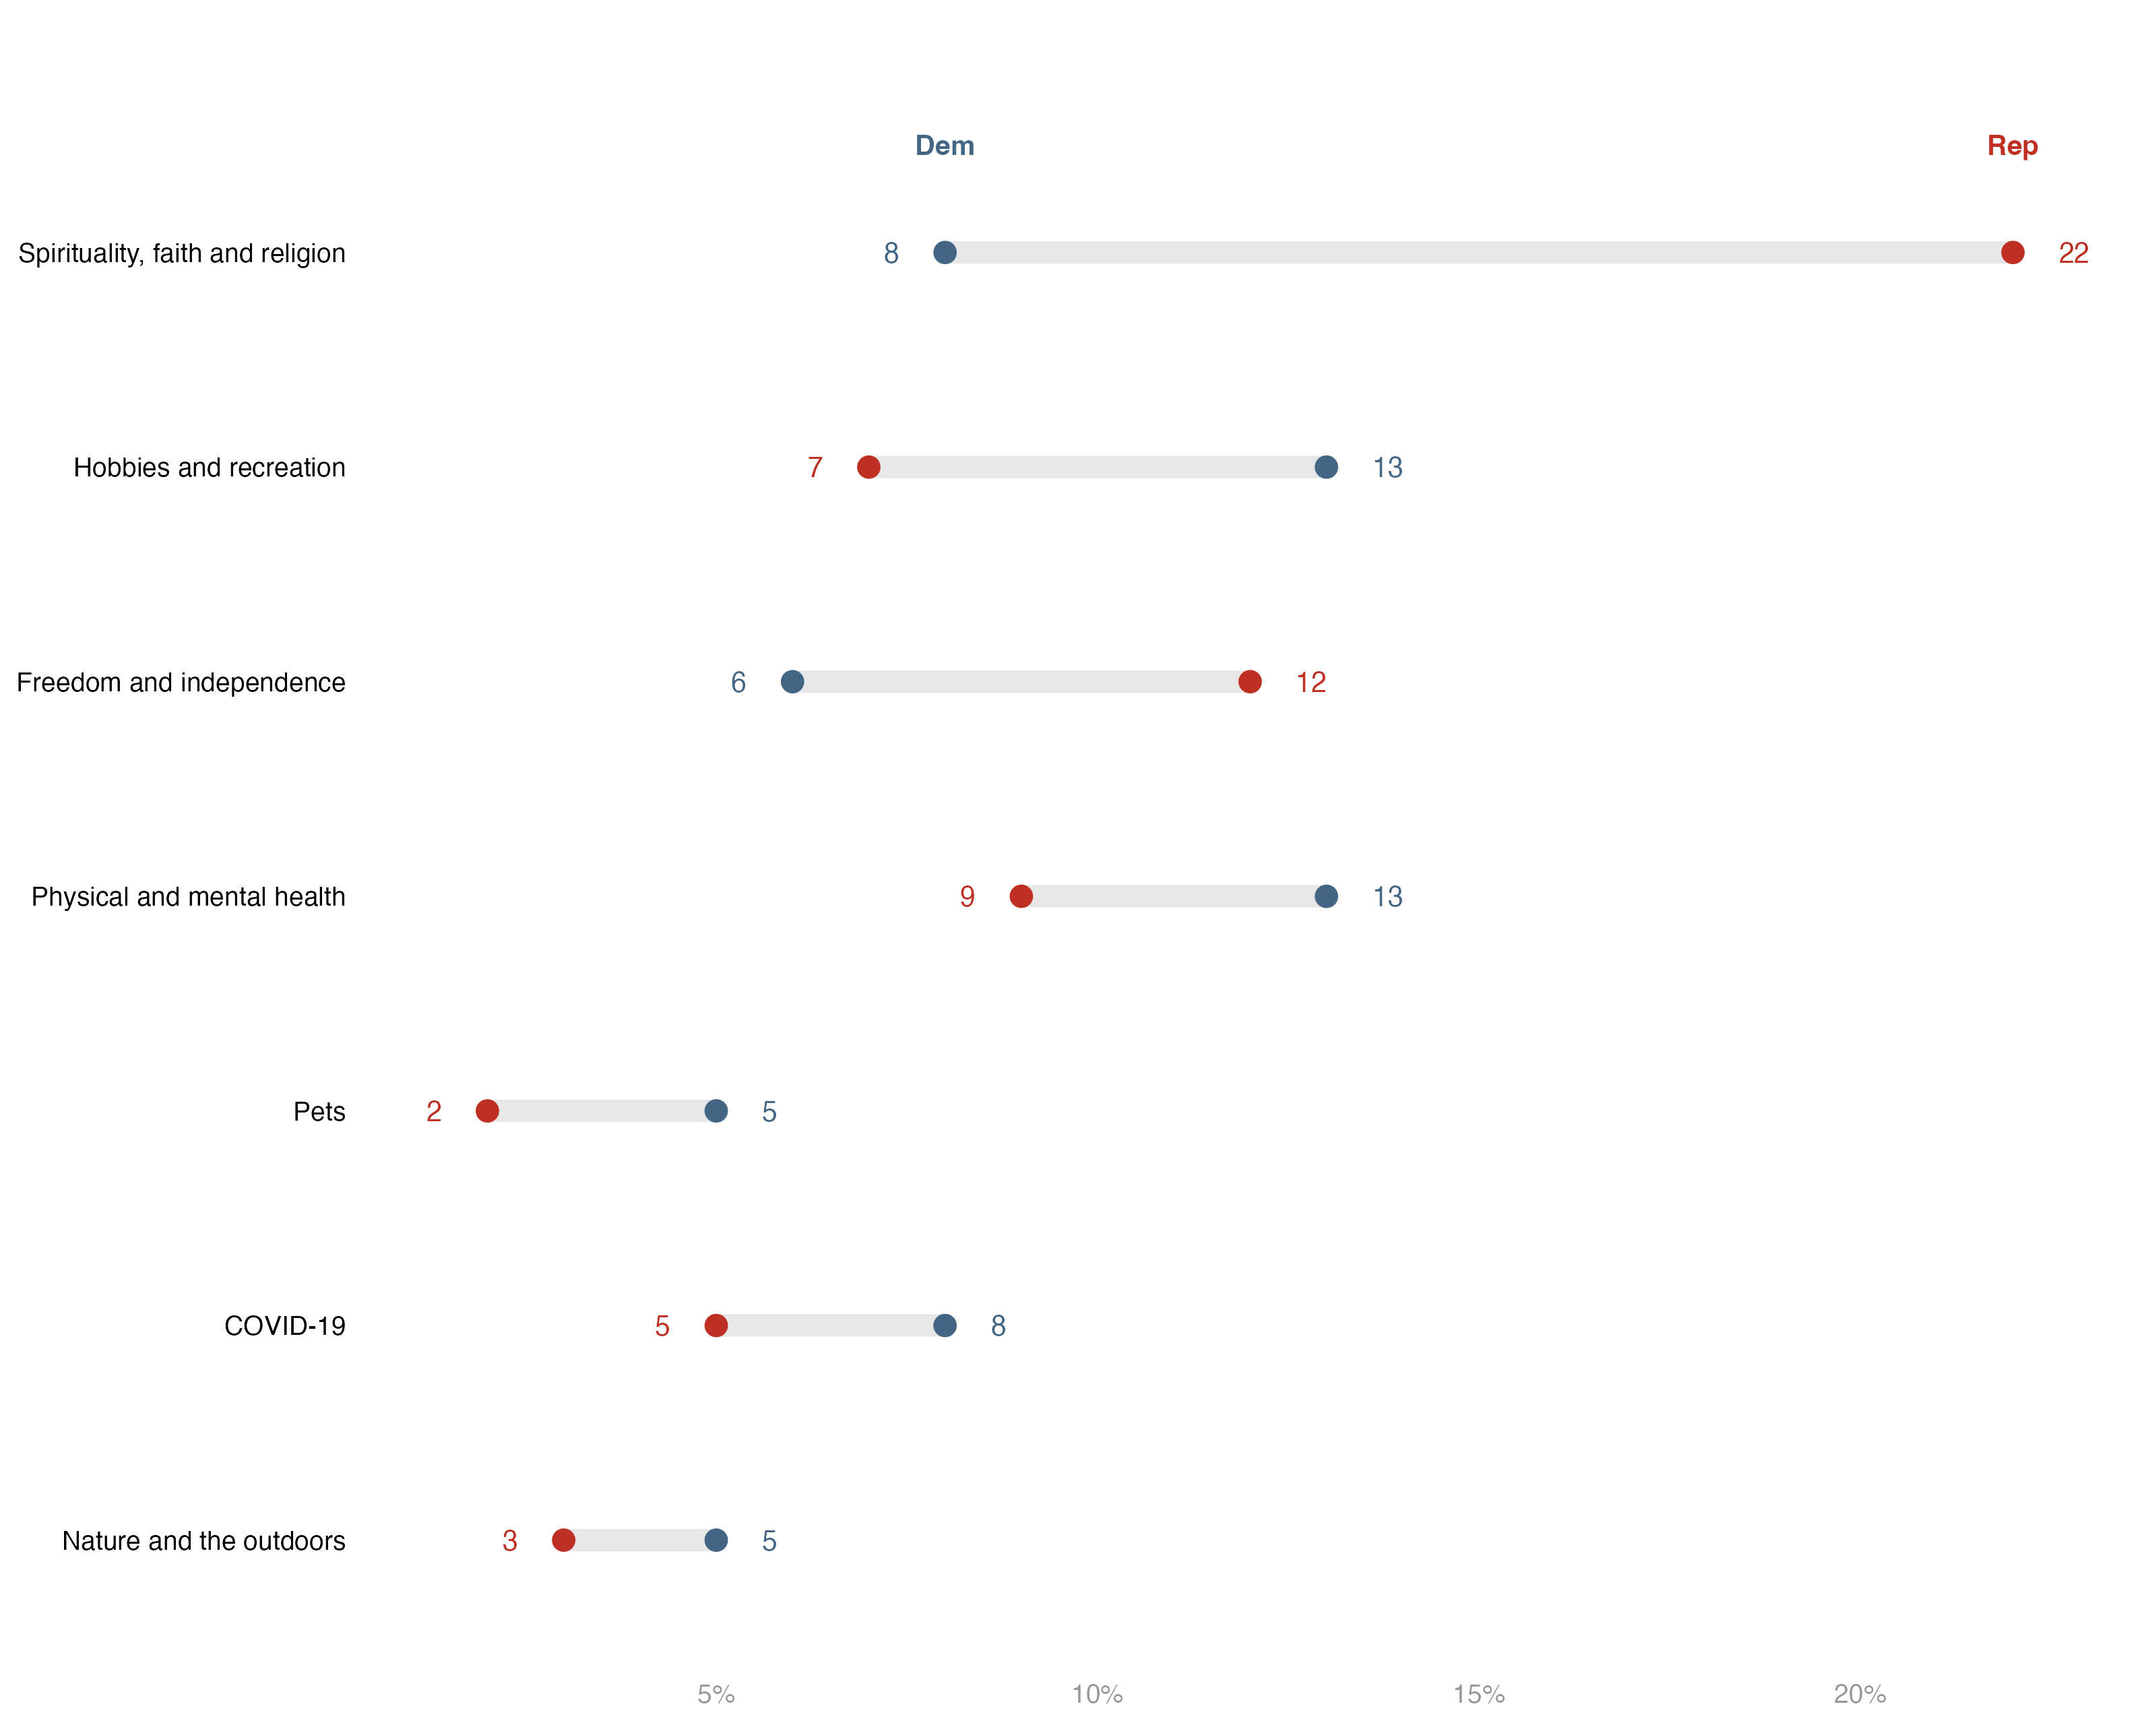 Dem Rep
Spirituality, faith and religion 8 22
Hobbies and recreation 7 13
Freedom and independence 6 12
Physical and mental health 9 13
Pets 2 5
COVID-19 5 8
Nature and the outdoors 3 5
5% 10% 15% 20%